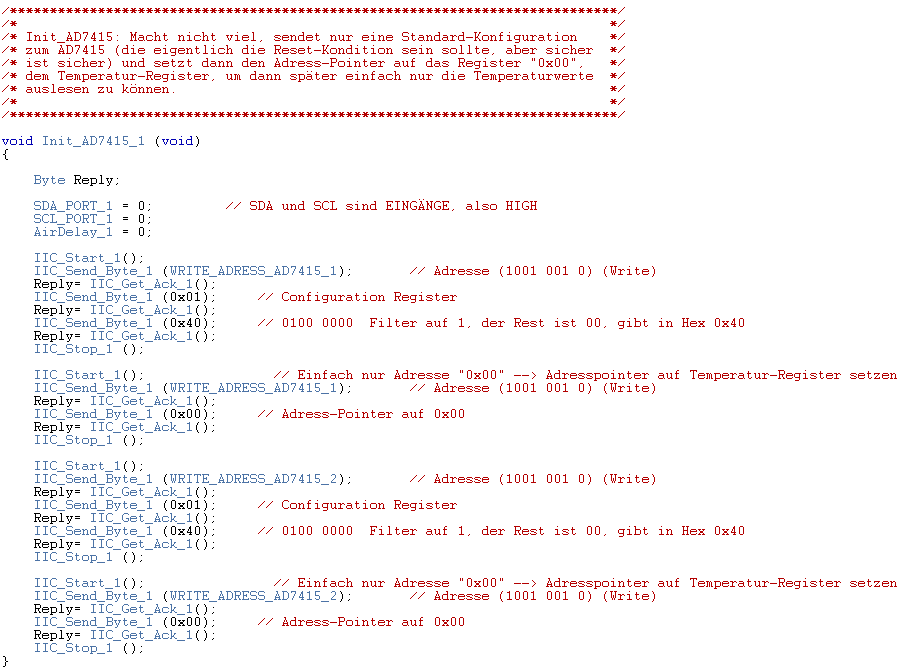 /****************************************************************************/
/*                                                                          */
/* Init_AD7415: Macht nicht viel, sendet nur eine Standard-Konfiguration    */
/* zum AD7415 (die eigentlich die Reset-Kondition sein sollte, aber sicher  */
/* ist sicher) und setzt dann den Adress-Pointer auf das Register "0x00",   */
/* dem Temperatur-Register, um dann später einfach nur die Temperaturwerte  */
/* auslesen zu können.                                                      */
/*                                                                          */
/****************************************************************************/
void Init_AD7415_1 (void)
{
    Byte Reply;
    SDA_PORT_1 = 0;         // SDA und SCL sind EINGÄNGE, also HIGH
    SCL_PORT_1 = 0;
    AirDelay_1 = 0;
    IIC_Start_1();
    IIC_Send_Byte_1 (WRITE_ADRESS_AD7415_1);       // Adresse (1001 001 0) (Write)
    Reply= IIC_Get_Ack_1();
    IIC_Send_Byte_1 (0x01);     // Configuration Register
    Reply= IIC_Get_Ack_1();
    IIC_Send_Byte_1 (0x40);     // 0100 0000  Filter auf 1, der Rest ist 00, gibt in Hex 0x40
    Reply= IIC_Get_Ack_1();
    IIC_Stop_1 ();
    IIC_Start_1();                // Einfach nur Adresse "0x00" --> Adresspointer auf Temperatur-Register setzen
    IIC_Send_Byte_1 (WRITE_ADRESS_AD7415_1);       // Adresse (1001 001 0) (Write)
    Reply= IIC_Get_Ack_1();
    IIC_Send_Byte_1 (0x00);     // Adress-Pointer auf 0x00
    Reply= IIC_Get_Ack_1();
    IIC_Stop_1 ();
    IIC_Start_1();
    IIC_Send_Byte_1 (WRITE_ADRESS_AD7415_2);       // Adresse (1001 001 0) (Write)
    Reply= IIC_Get_Ack_1();
    IIC_Send_Byte_1 (0x01);     // Configuration Register
    Reply= IIC_Get_Ack_1();
    IIC_Send_Byte_1 (0x40);     // 0100 0000  Filter auf 1, der Rest ist 00, gibt in Hex 0x40
    Reply= IIC_Get_Ack_1();
    IIC_Stop_1 ();
    IIC_Start_1();                // Einfach nur Adresse "0x00" --> Adresspointer auf Temperatur-Register setzen
    IIC_Send_Byte_1 (WRITE_ADRESS_AD7415_2);       // Adresse (1001 001 0) (Write)
    Reply= IIC_Get_Ack_1();
    IIC_Send_Byte_1 (0x00);     // Adress-Pointer auf 0x00
    Reply= IIC_Get_Ack_1();
    IIC_Stop_1 ();
}